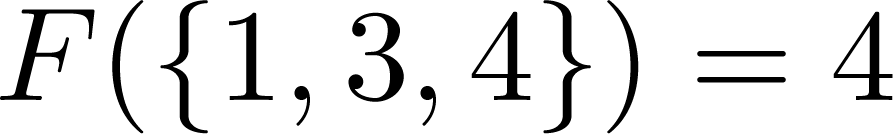 F({1,3,4}) = 4